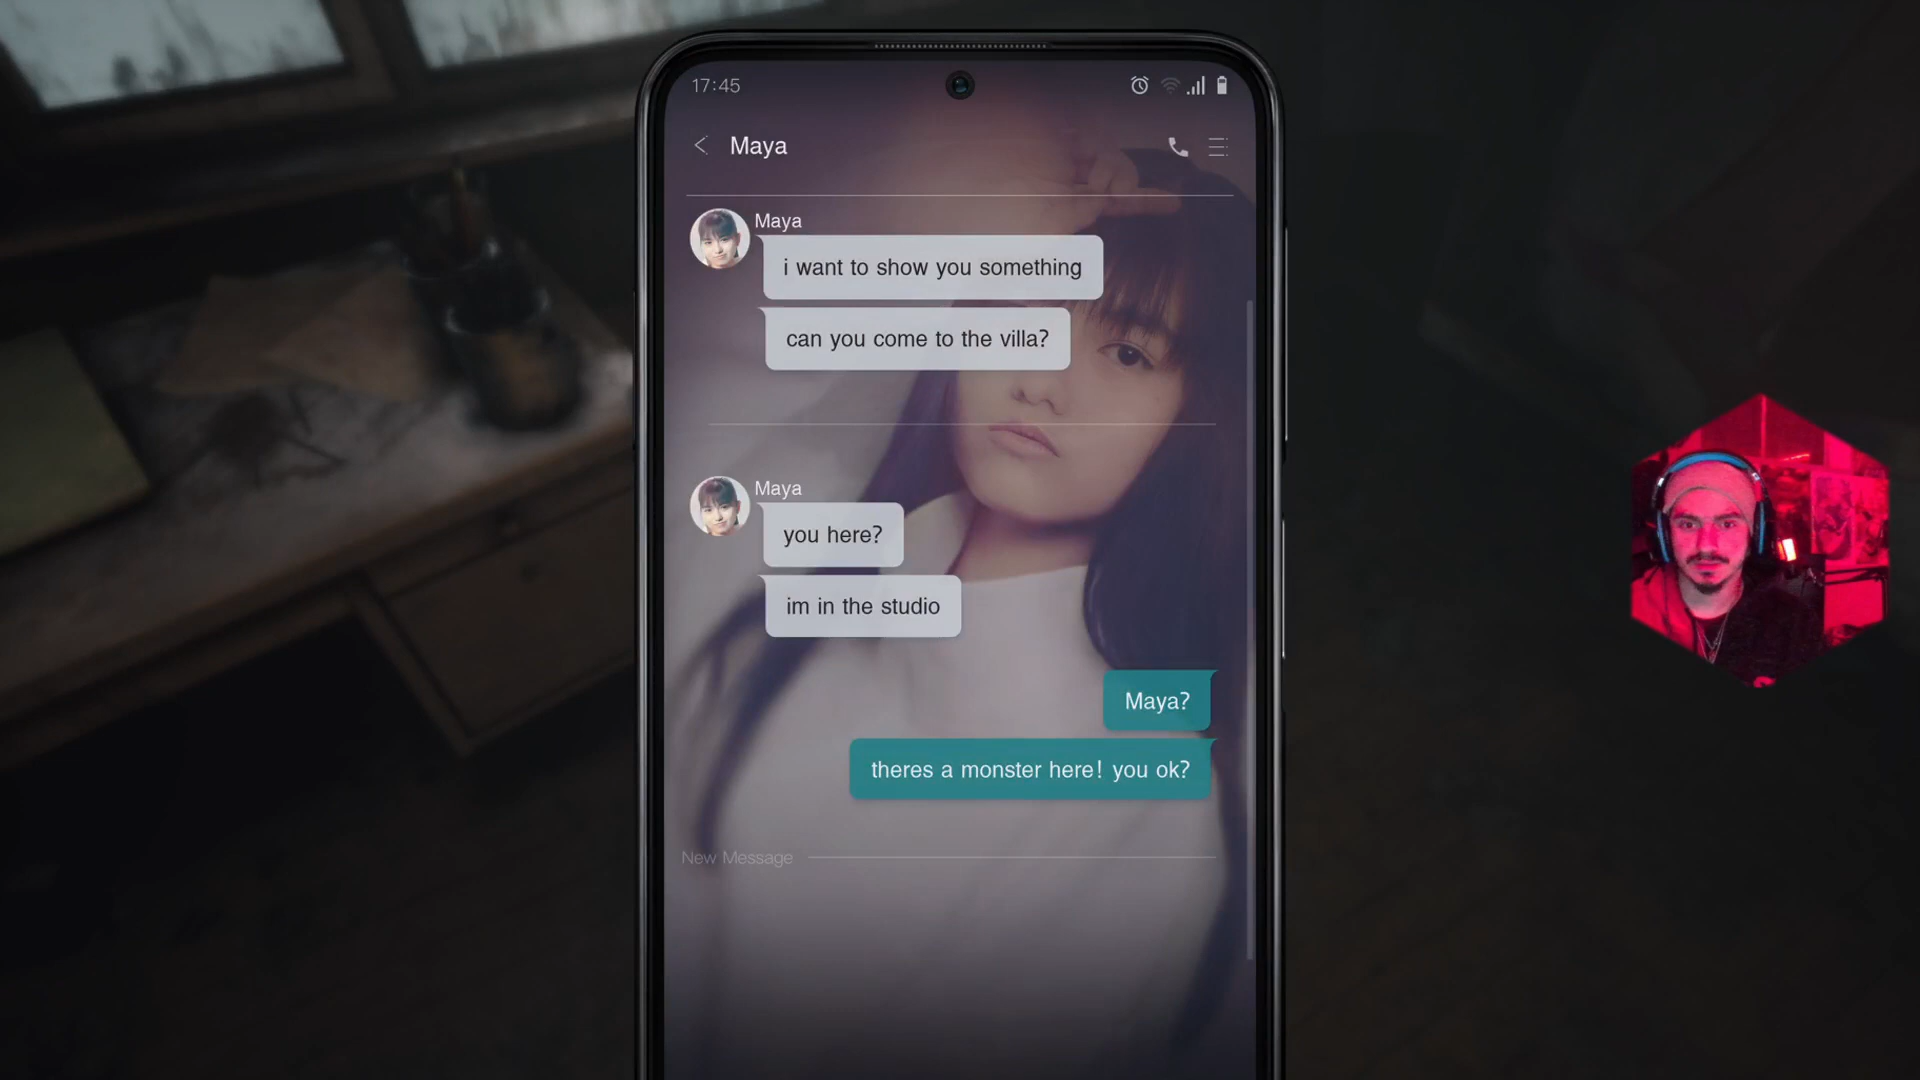 17:45
Maya
Maya
i want to show you something
can you come to the villa?
Maya
you here?
im in the studio
Maya?
theres a monster here! you ok?
New Message